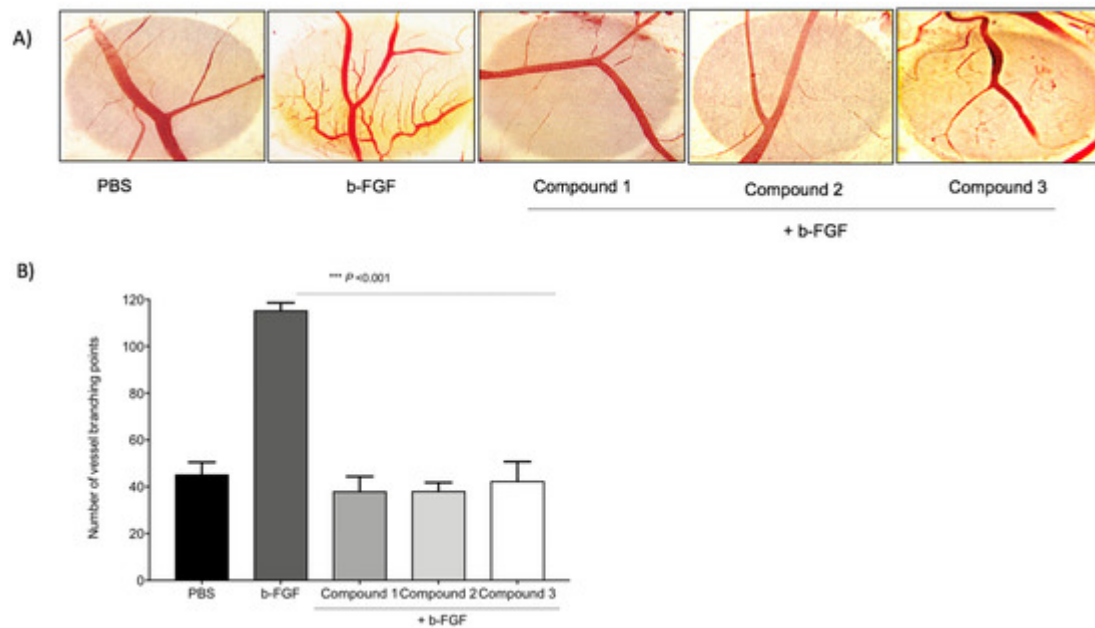 A)
PBS b-FGF Compound 1 Compound 2 Compound 3
+ b-FGF
B)
*** P <0.001
Number of vessel branching points
120
100
80
60
40
20
0
PBS b-FGF Compound 1 Compound 2 Compound 3
+ b-FGF